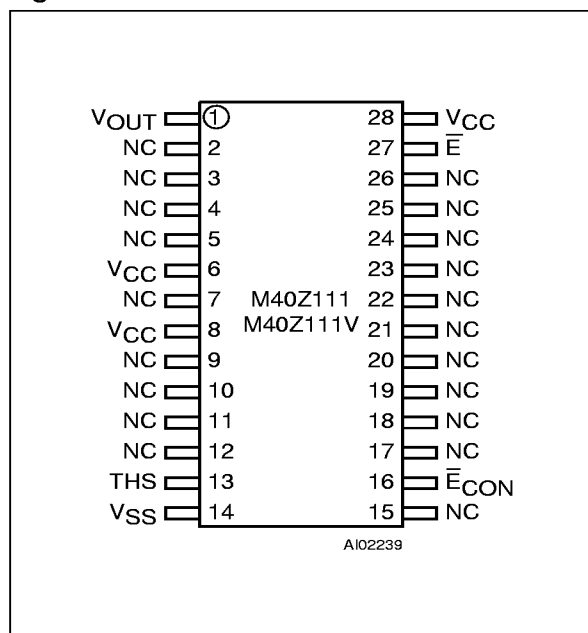 VOUT 1 28 VCC
NC 2 27 E̅
NC 3 26 NC
NC 4 25 NC
NC 5 24 NC
VCC 6 23 NC
NC 7 M40Z111 22 NC
VCC 8 M40Z111V 21 NC
NC 9 20 NC
NC 10 19 NC
NC 11 18 NC
NC 12 17 NC
THS 13 16 E̅CON
VSS 14 15 NC
AI02239